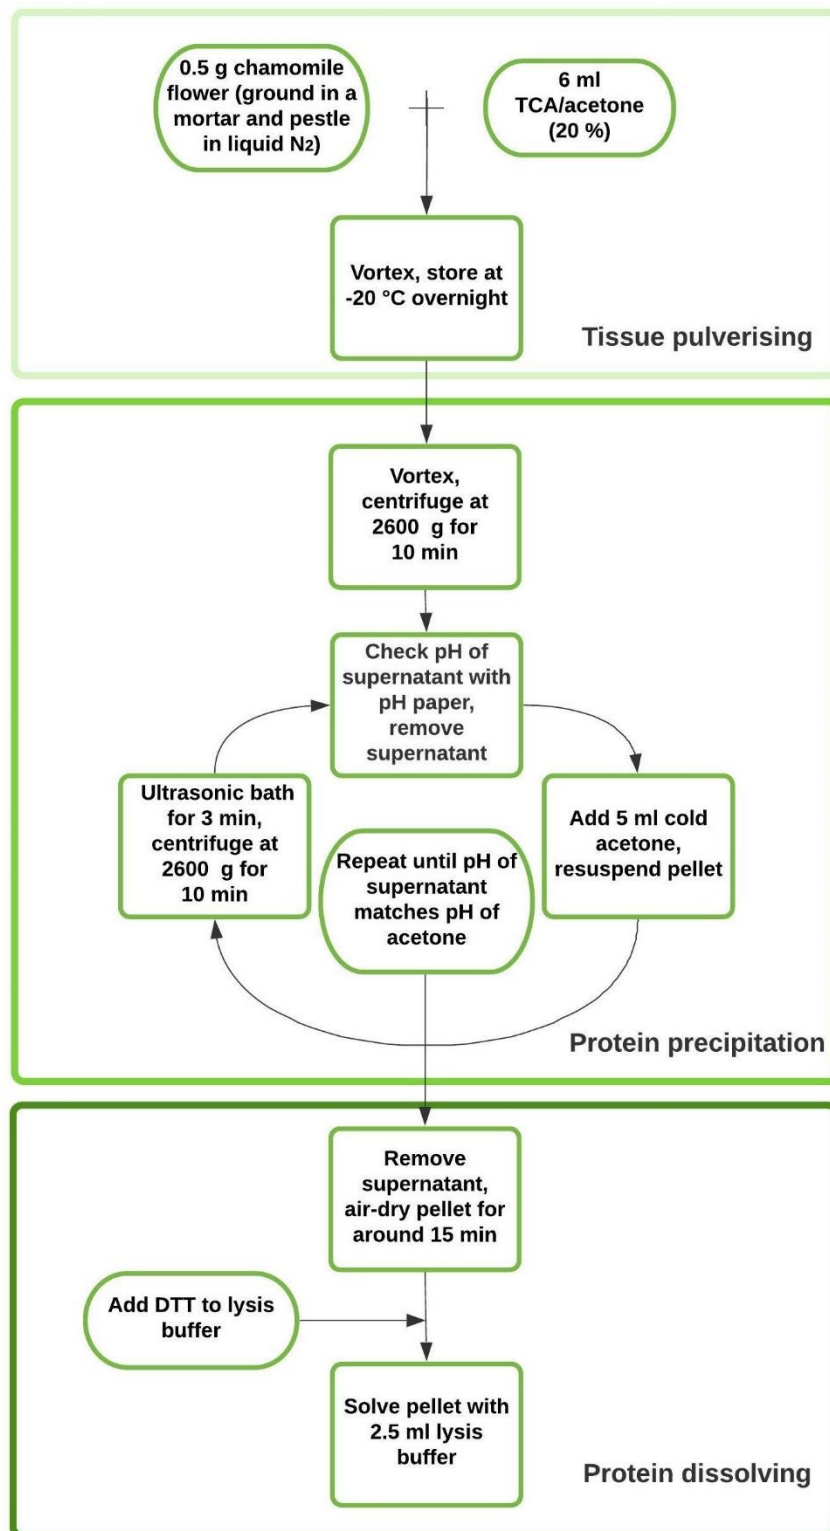 0.5 g chamomile
flower (ground in a
mortar and pestle
in liquid N2)
6 ml
TCA/acetone
(20 %)
Vortex, store at
-20 °C overnight
Tissue pulverising
Vortex,
centrifuge at
2600 g for
10 min
Check pH of
supernatant with
pH paper,
remove
supernatant
Ultrasonic bath
for 3 min,
centrifuge at
2600 g for
10 min
Add 5 ml cold
acetone,
resuspend pellet
Repeat until pH of
supernatant
matches pH of
acetone
Protein precipitation
Remove
supernatant,
air-dry pellet for
around 15 min
Add DTT to lysis
buffer
Solve pellet with
2.5 ml lysis
buffer
Protein dissolving